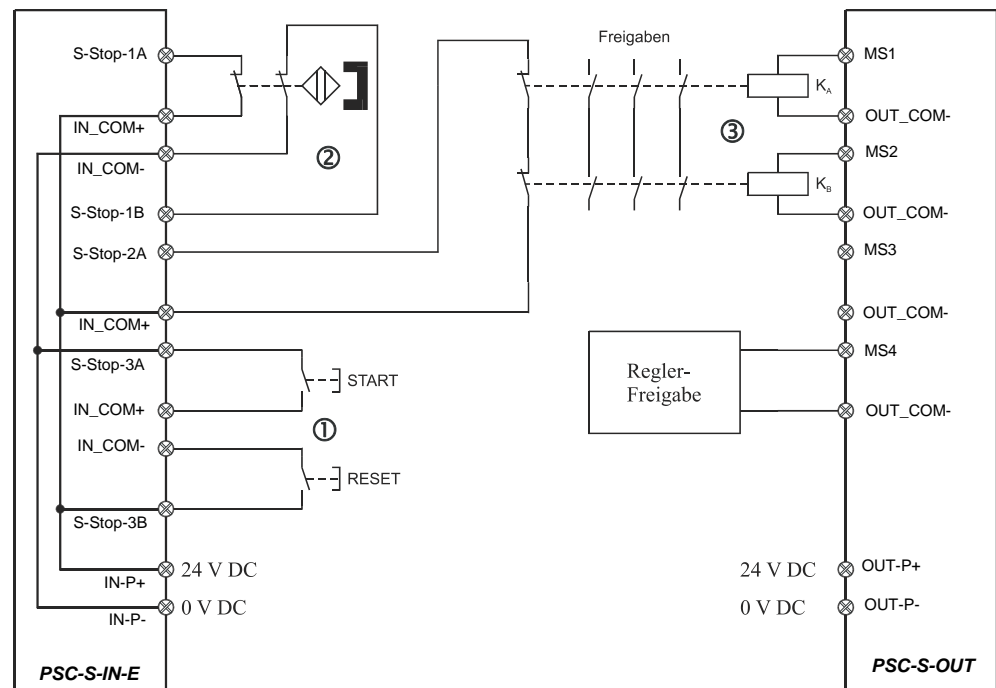 S-Stop-1A
IN_COM+
IN_COM-
S-Stop-1B
S-Stop-2A
IN_COM+
S-Stop-3A
IN_COM+
IN_COM-
S-Stop-3B
IN-P+
IN-P-
PSC-S-IN-E
②
Freigaben
③
START
①
RESET
24 V DC
0 V DC
Regler-
Freigabe
K_A
K_B
24 V DC
0 V DC
MS1
OUT_COM-
MS2
OUT_COM-
MS3
OUT_COM-
MS4
OUT_COM-
OUT-P+
OUT-P-
PSC-S-OUT